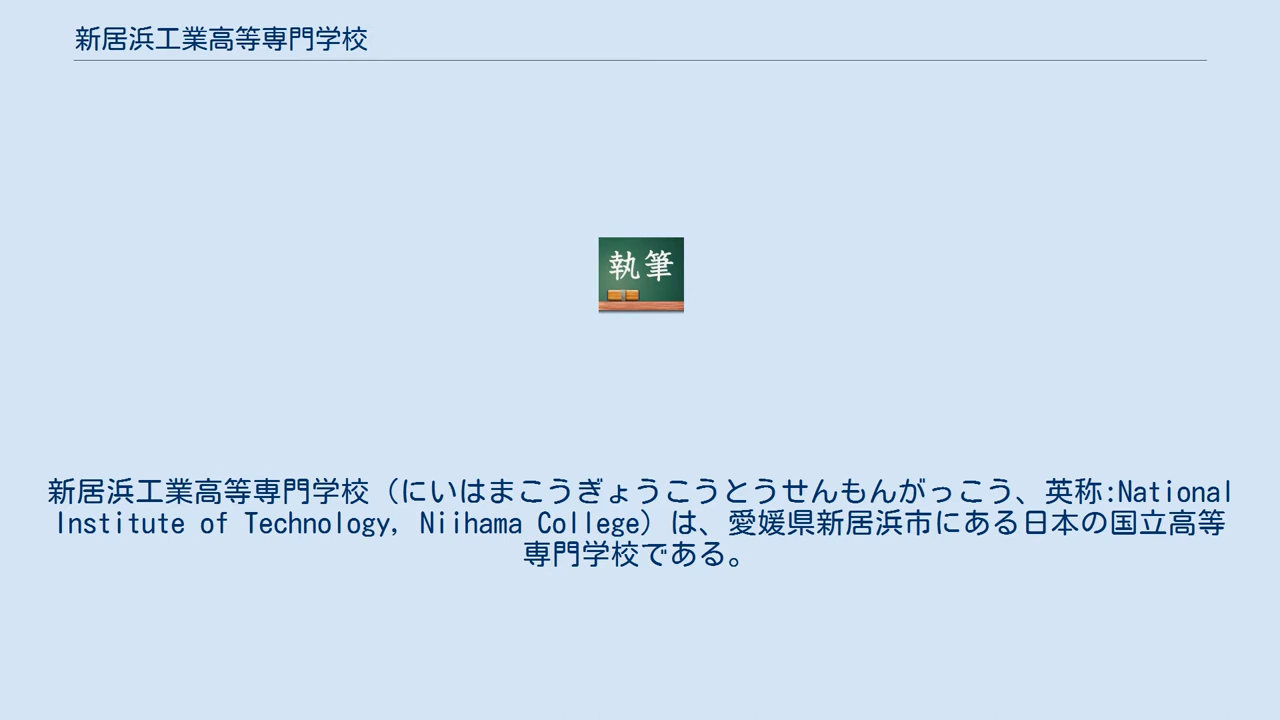 新居浜工業高等専門学校
執筆
新居浜工業高等専門学校（にいはまこうぎょうこうとうせんもんがっこう、英称:National
Institute of Technology, Niihama College）は、愛媛県新居浜市にある日本の国立高等
専門学校である。